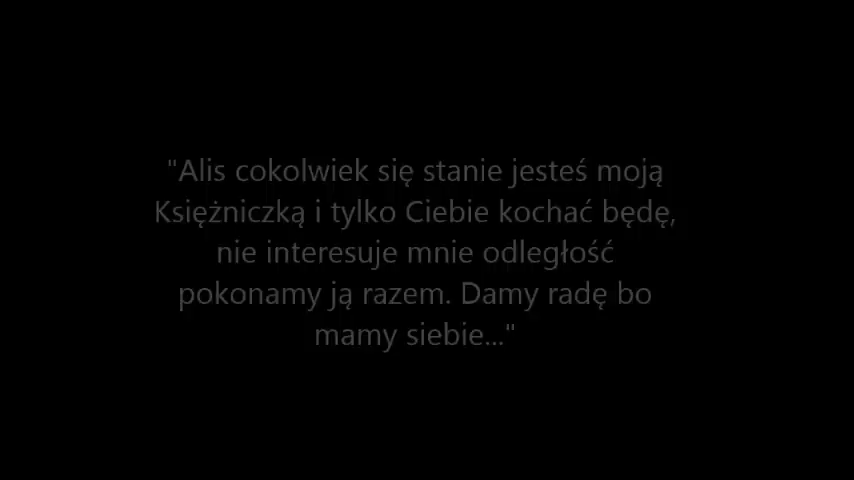 "Alis cokolwiek się stanie jesteś moją
Księżniczką i tylko Ciebie kochać będę,
nie interesuje mnie odległość
pokonamy ją razem. Damy radę bo
mamy siebie..."